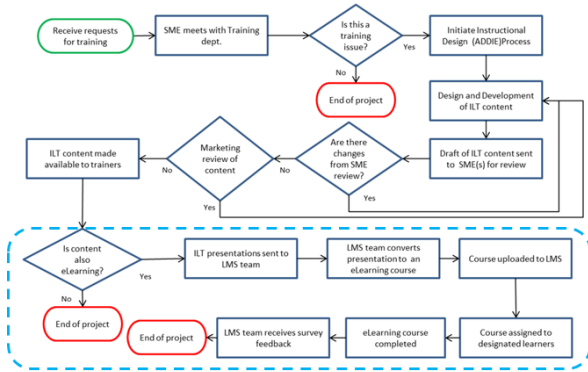 Receive requests
for training
SME meets with Training
dept.
Is this a
training
issue?
Yes
Initiate Instructional
Design (ADDIE)Process
No
End of project
Design and Development
of ILT content
ILT content made
available to trainers
No
Marketing
review of
content
No
Are there
changes
from SME
review?
Draft of ILT content sent
to SME(s) for review
Yes
Yes
Is content
also
eLearning?
Yes
ILT presentations sent to
LMS team
LMS team converts
presentation to an
eLearning course
Course uploaded to LMS
No
End of project
End of project
LMS team receives survey
feedback
eLearning course
completed
Course assigned to
designated learners